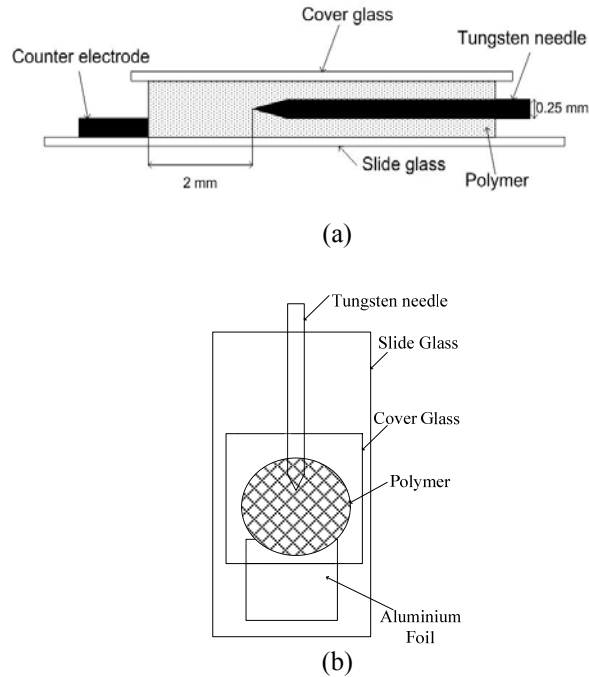 Cover glass
Tungsten needle
Counter electrode
0.25 mm
2 mm
Slide glass
Polymer
(a)
Tungsten needle
Slide Glass
Cover Glass
Polymer
Aluminium
Foil
(b)